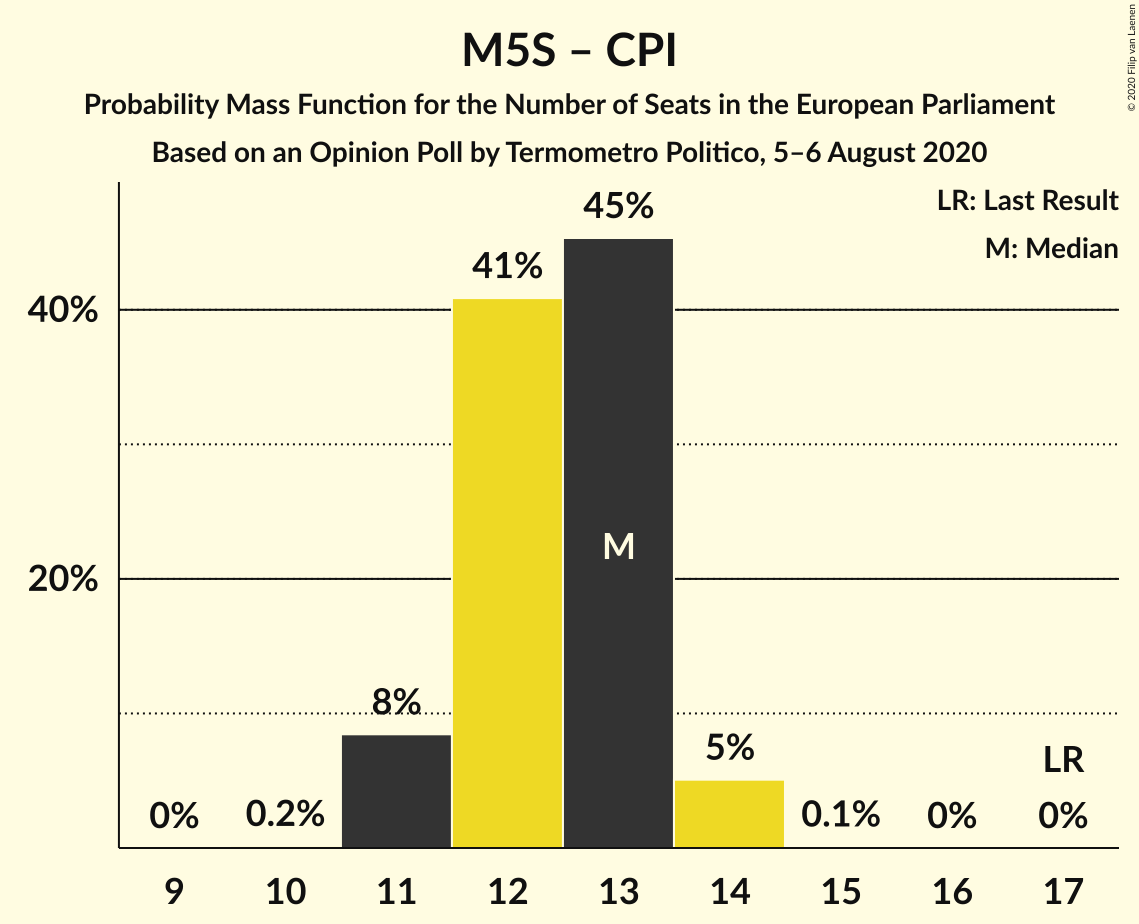 M5S – CPI
Probability Mass Function for the Number of Seats in the European Parliament
Based on an Opinion Poll by Termometro Politico, 5–6 August 2020
© 2020 Filip van Laenen
LR: Last Result
M: Median
40%
20%
0%
0.2%
8%
41%
45%
M
5%
0.1%
0%
LR
0%
9 10 11 12 13 14 15 16 17